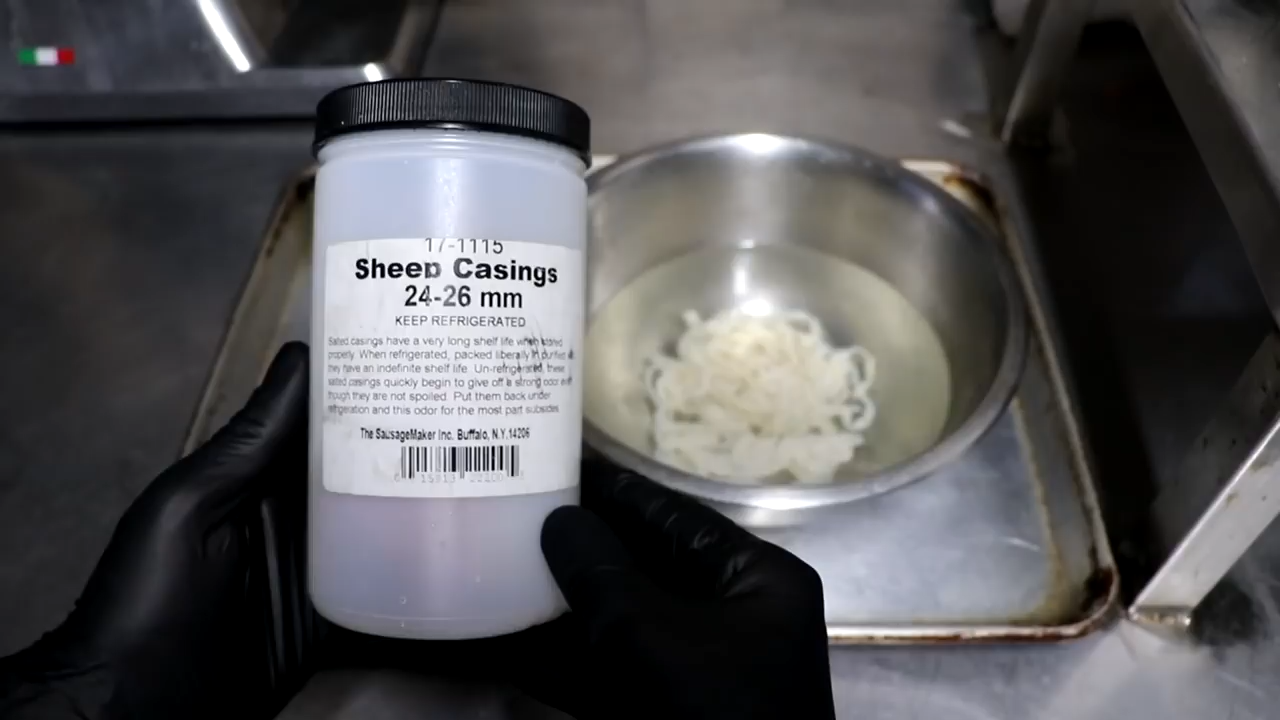 17-1115
Sheep Casings
24-26 mm
KEEP REFRIGERATED
Salted casings have a very long shelf life when stored
properly. When refrigerated, packed liberally in purified
they have an indefinite shelf life. Un-refrigerated, these
salted casings quickly begin to give off a strong odor even
though they are not spoiled. Put them back under
refrigeration and this odor for the most part subsides.
The SausageMaker Inc. Buffalo, N.Y. 14206